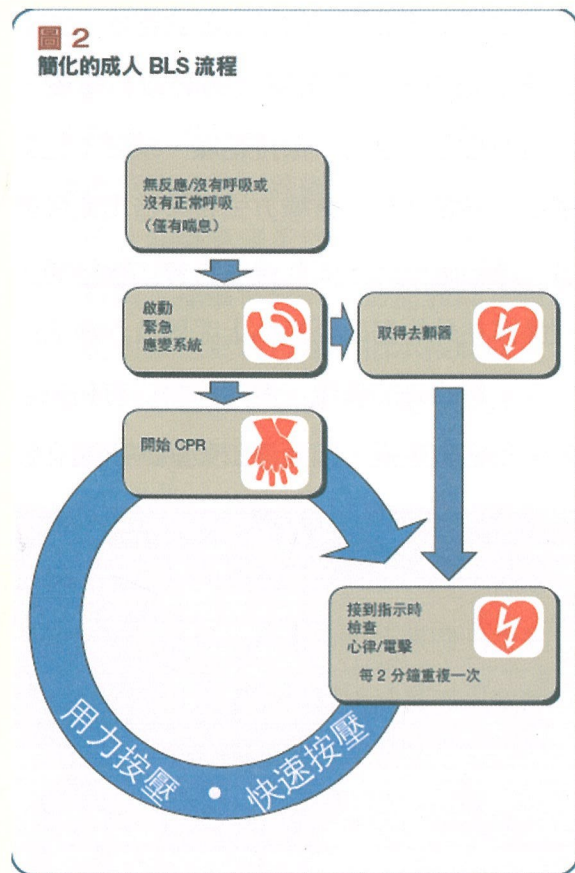 圖 2
簡化的成人 BLS 流程
無反應/沒有呼吸或
沒有正常呼吸
（僅有喘息）
啟動
緊急
應變系統
取得去顫器
開始 CPR
接到指示時
檢查
心律/電擊
每 2 分鐘重複一次
用力按壓 • 快速按壓